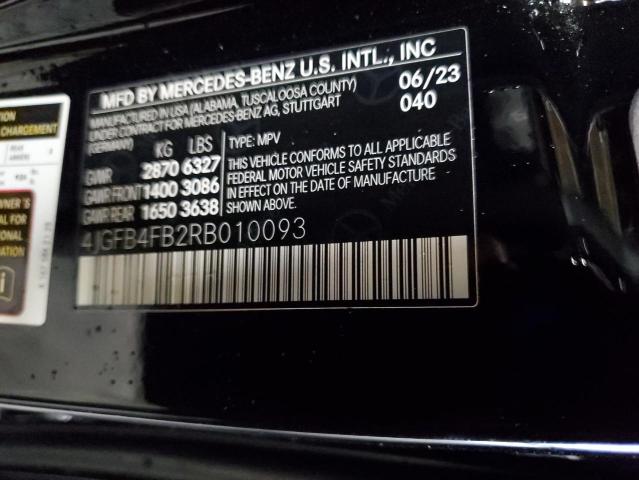 MFD BY MERCEDES-BENZ U.S. INTL., INC
MANUFACTURED IN USA (ALABAMA, TUSCALOOSA COUNTY) 06/23
UNDER CONTRACT FOR MERCEDES-BENZ AG, STUTTGART 040
(GERMANY)
KG LBS TYPE: MPV
GVWR 2870 6327
GAWR FRONT 1400 3086
GAWR REAR 1650 3638
THIS VEHICLE CONFORMS TO ALL APPLICABLE
FEDERAL MOTOR VEHICLE SAFETY STANDARDS
IN EFFECT ON THE DATE OF MANUFACTURE
SHOWN ABOVE.
4JGFB4FB2RB010093
CHARGEMENT
REAR